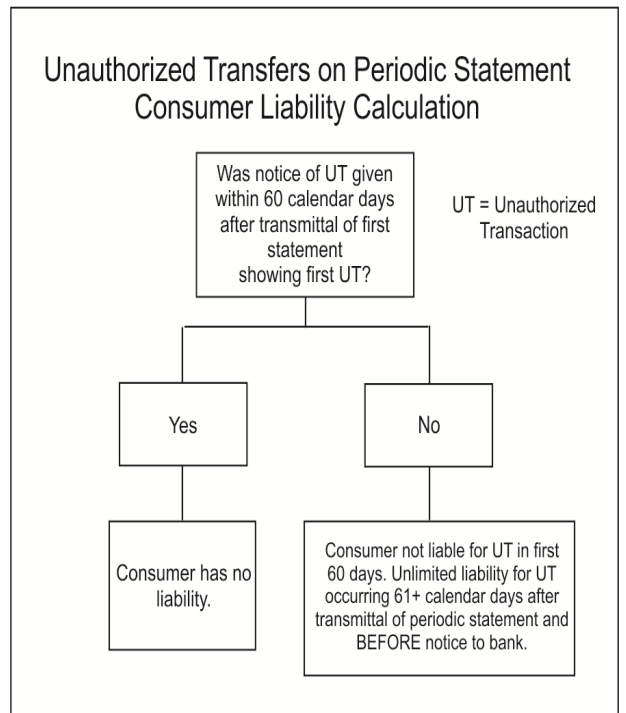 Unauthorized Transfers on Periodic Statement
Consumer Liability Calculation
Was notice of UT given
within 60 calendar days
after transmittal of first
statement
showing first UT?
UT = Unauthorized
Transaction
Yes
No
Consumer has no
liability.
Consumer not liable for UT in first
60 days. Unlimited liability for UT
occurring 61+ calendar days after
transmittal of periodic statement and
BEFORE notice to bank.